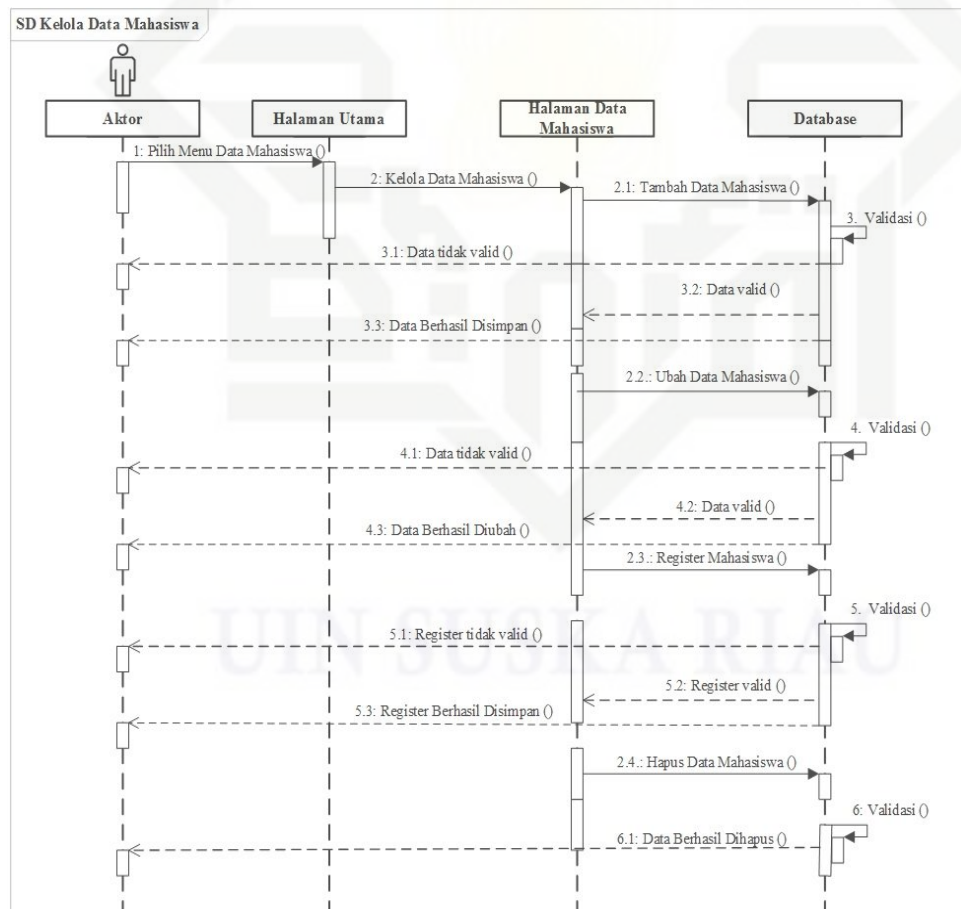 SD Kelola Data Mahasiswa
Aktor
Halaman Utama
Halaman Data
Mahasiswa
Database
1: Pilih Menu Data Mahasiswa ()
2: Kelola Data Mahasiswa ()
2.1: Tambah Data Mahasiswa ()
3. Validasi ()
3.1: Data tidak valid ()
3.2: Data valid ()
3.3: Data Berhasil Disimpan ()
2.2.: Ubah Data Mahasiswa ()
4. Validasi ()
4.1: Data tidak valid ()
4.2: Data valid ()
4.3: Data Berhasil Diubah ()
2.3.: Register Mahasiswa ()
5. Validasi ()
5.1: Register tidak valid ()
5.2: Register valid ()
5.3: Register Berhasil Disimpan ()
2.4.: Hapus Data Mahasiswa ()
6: Validasi ()
6.1: Data Berhasil Dihapus ()
UIN SUSKA RIAU